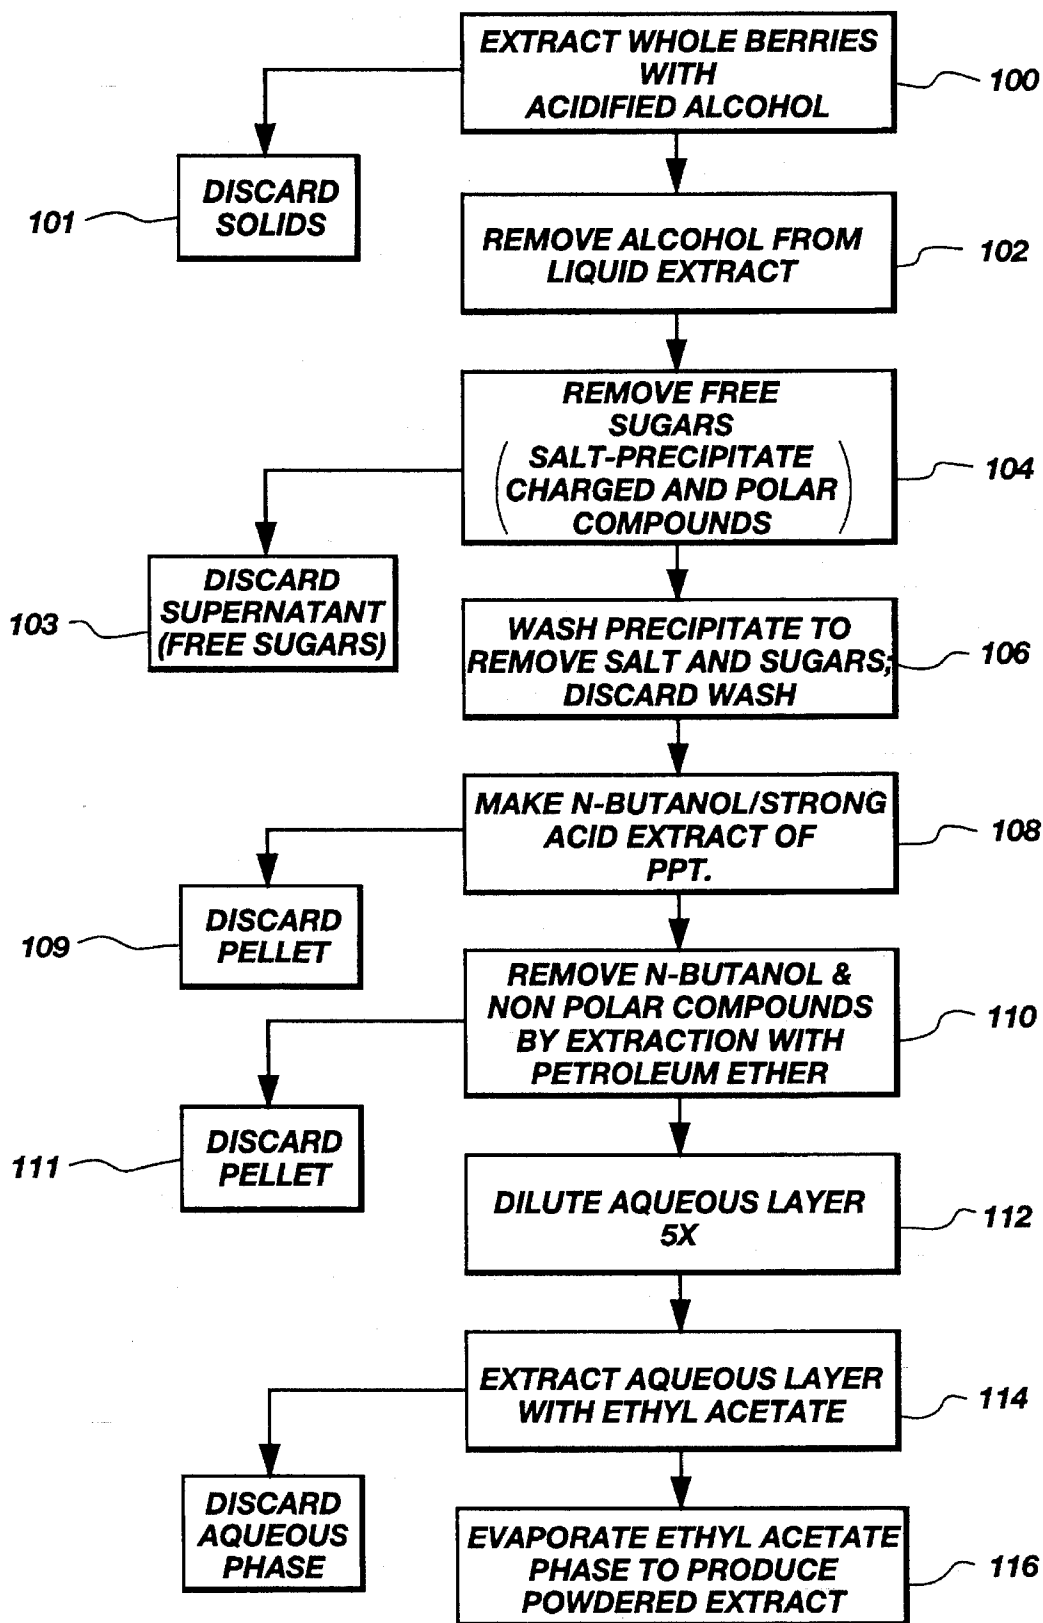 EXTRACT WHOLE BERRIES
WITH
ACIDIFIED ALCOHOL
100
DISCARD
SOLIDS
101
REMOVE ALCOHOL FROM
LIQUID EXTRACT
102
REMOVE FREE
SUGARS
(SALT-PRECIPITATE
CHARGED AND POLAR
COMPOUNDS)
104
DISCARD
SUPERNATANT
(FREE SUGARS)
103
WASH PRECIPITATE TO
REMOVE SALT AND SUGARS;
DISCARD WASH
106
MAKE N-BUTANOL/STRONG
ACID EXTRACT OF
PPT.
108
DISCARD
PELLET
109
REMOVE N-BUTANOL &
NON POLAR COMPOUNDS
BY EXTRACTION WITH
PETROLEUM ETHER
110
DISCARD
PELLET
111
DILUTE AQUEOUS LAYER
5X
112
EXTRACT AQUEOUS LAYER
WITH ETHYL ACETATE
114
DISCARD
AQUEOUS
PHASE
EVAPORATE ETHYL ACETATE
PHASE TO PRODUCE
POWDERED EXTRACT
116